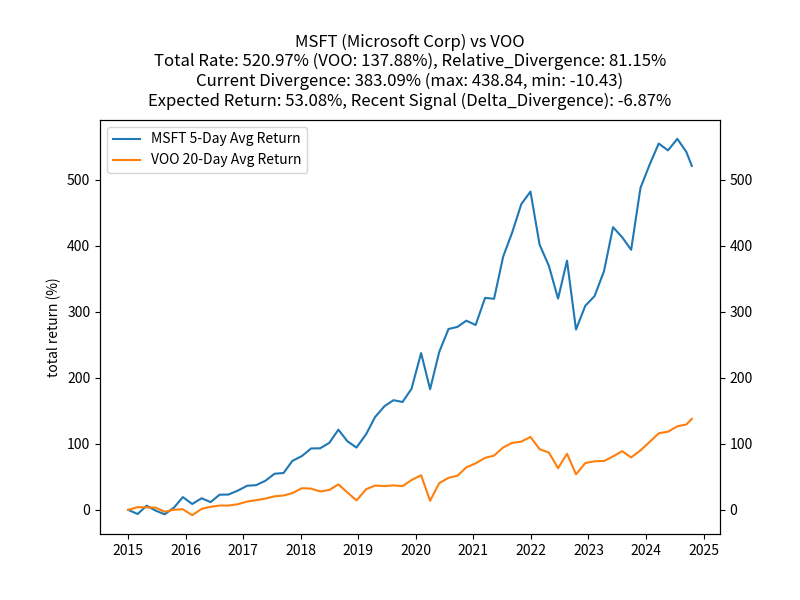 MSFT (Microsoft Corp) vs VOO
Total Rate: 520.97% (VOO: 137.88%), Relative_Divergence: 81.15%
Current Divergence: 383.09% (max: 438.84, min: -10.43)
Expected Return: 53.08%, Recent Signal (Delta_Divergence): -6.87%
MSFT 5-Day Avg Return
VOO 20-Day Avg Return
500 500
400 400
300 300
200 200
100 100
0 0
total return (%)
2015 2016 2017 2018 2019 2020 2021 2022 2023 2024 2025